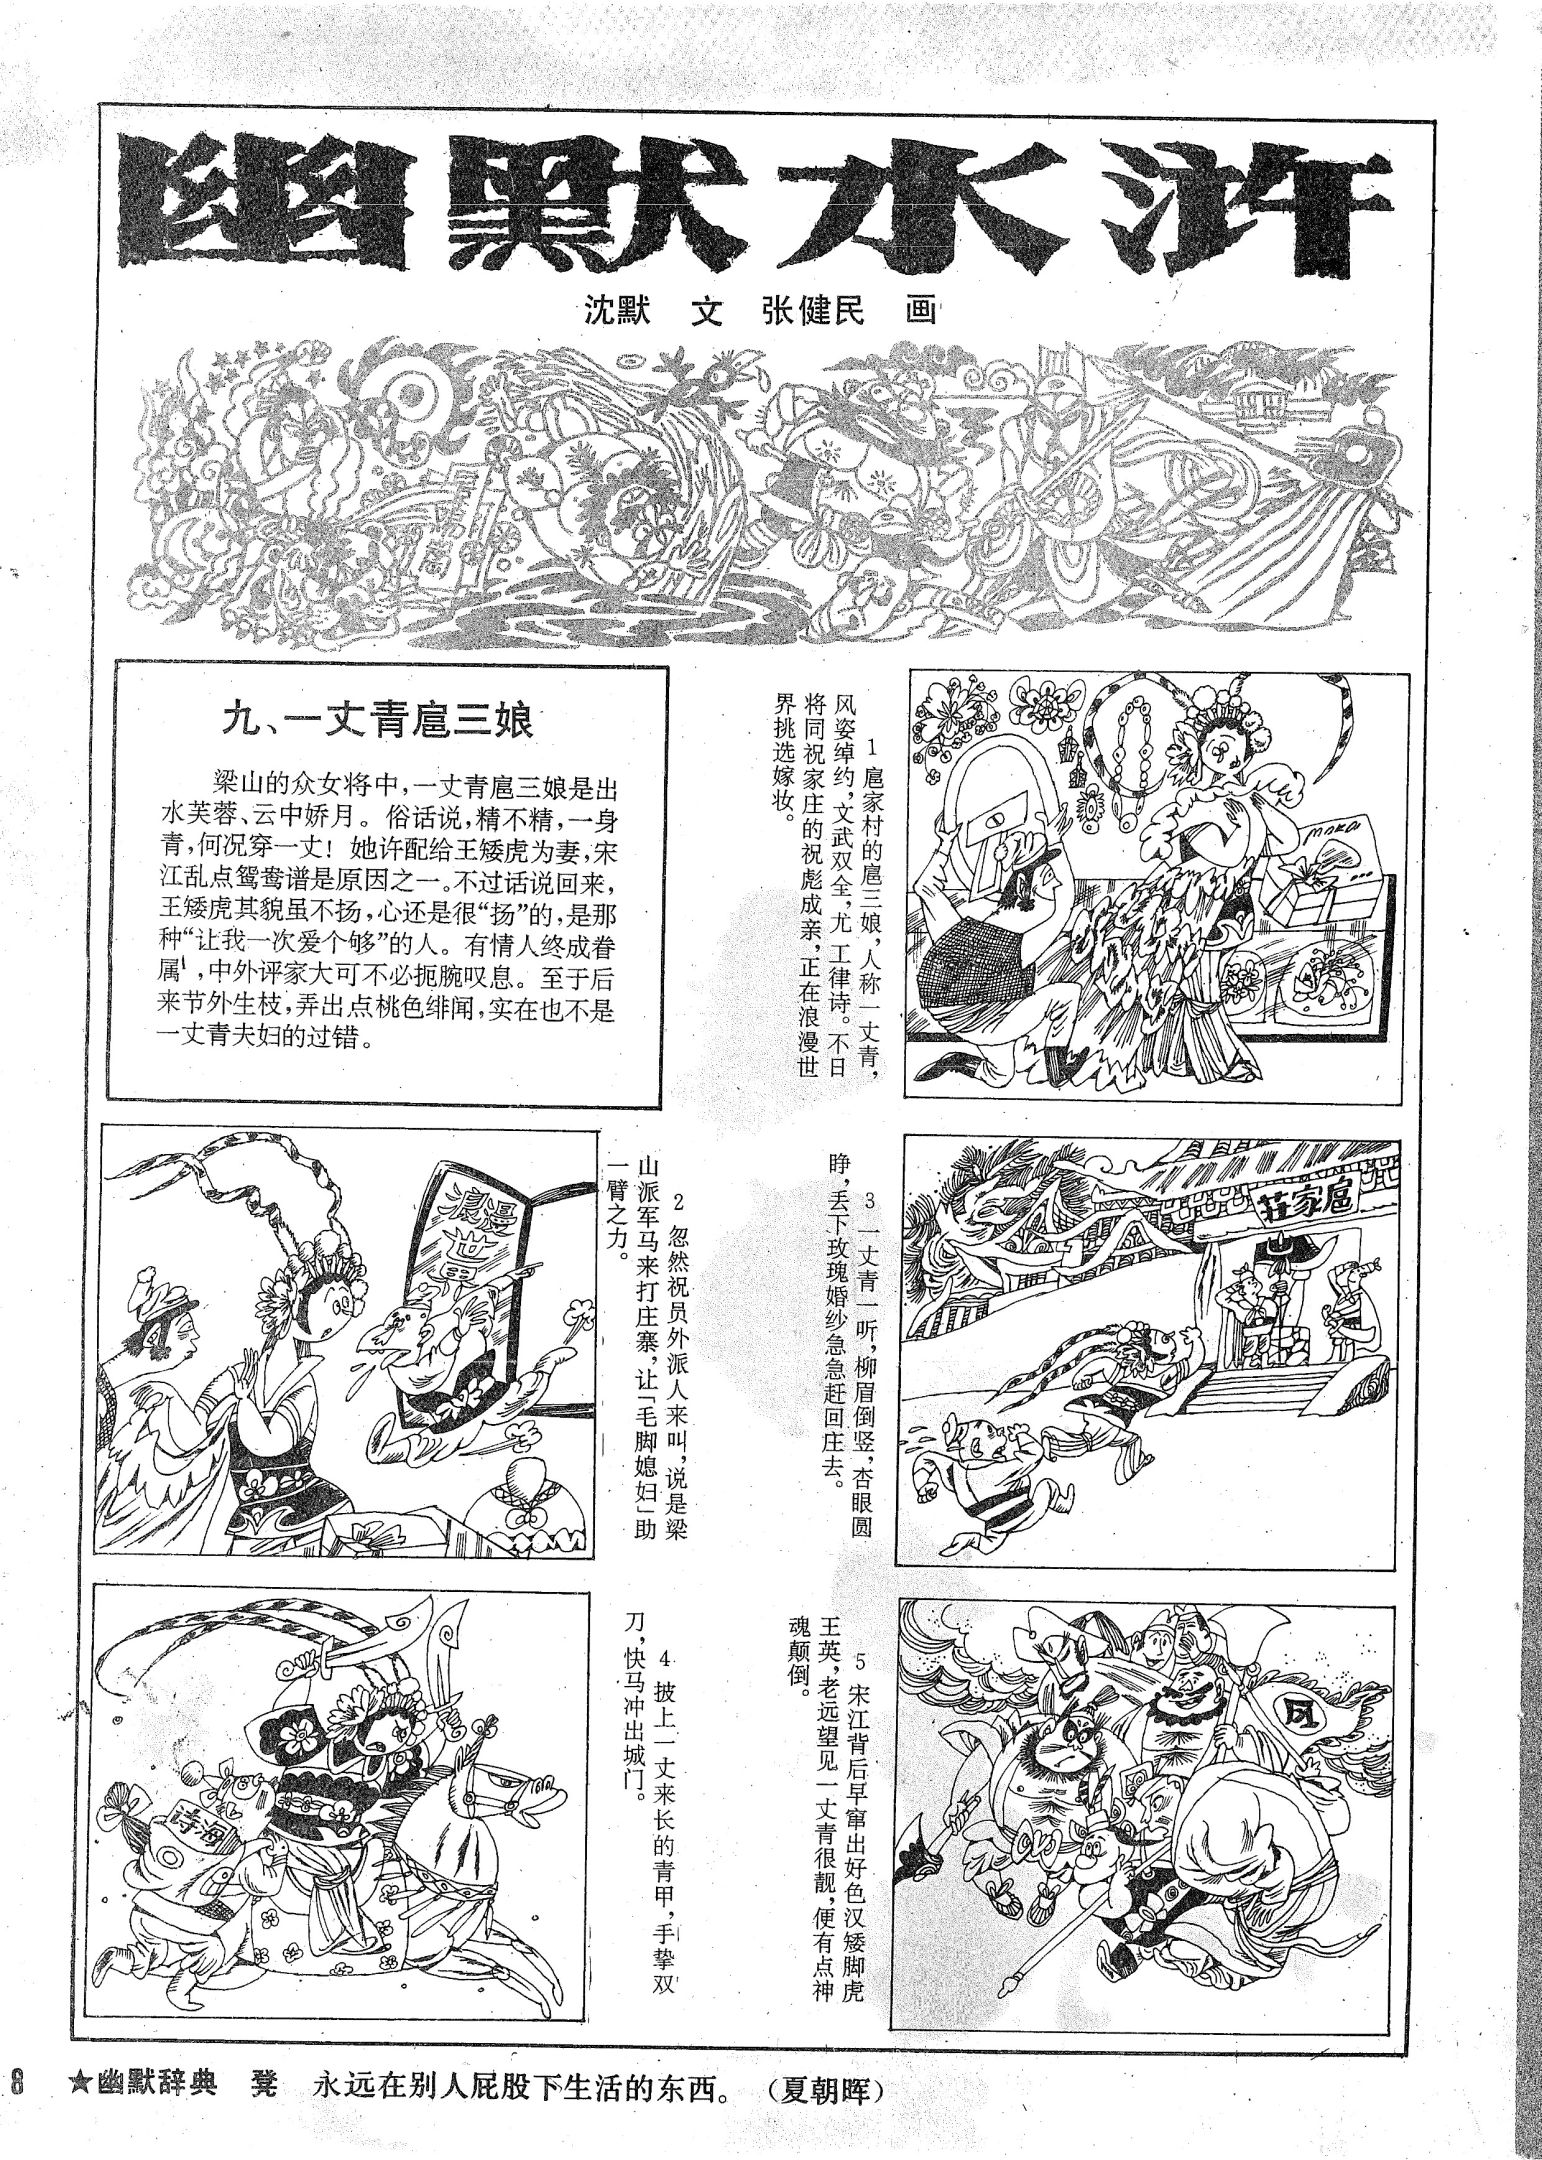 幽默水浒
沈默 文 张健民 画
九、一丈青扈三娘
梁山的众女将中，一丈青扈三娘是出
水芙蓉、云中娇月。俗话说，精不精，一身
青，何况穿一丈！她许配给王矮虎为妻，宋
江乱点鸳鸯谱是原因之一。不过话说回来，
王矮虎其貌虽不扬，心还是很“扬”的，是那
种“让我一次爱个够”的人。有情人终成眷
属，中外评家大可不必扼腕叹息。至于后
来节外生枝，弄出点桃色绯闻，实在也不是
一丈青夫妇的过错。
1 扈家村的扈三娘，人称一丈青，
风姿绰约，文武双全，尤工律诗。不日
将同祝家庄的祝彪成亲，正在浪漫世
界挑选嫁妆。
浪漫
世
界
2 忽然祝员外派人来叫，说是梁
山派军马来打庄寨，让「毛脚媳妇」助
一臂之力。
3 一丈青一听，柳眉倒竖，杏眼圆
睁，丢下玫瑰婚纱急急赶回庄去。
扈家莊
诗海
4 披上一丈来长的青甲，手挚双
刀，快马冲出城门。
5 宋江背后早窜出好色汉矮脚虎
王英，老远望见一丈青很靓，便有点神
魂颠倒。
8 ★幽默辞典 凳 永远在别人屁股下生活的东西。（夏朝晖）